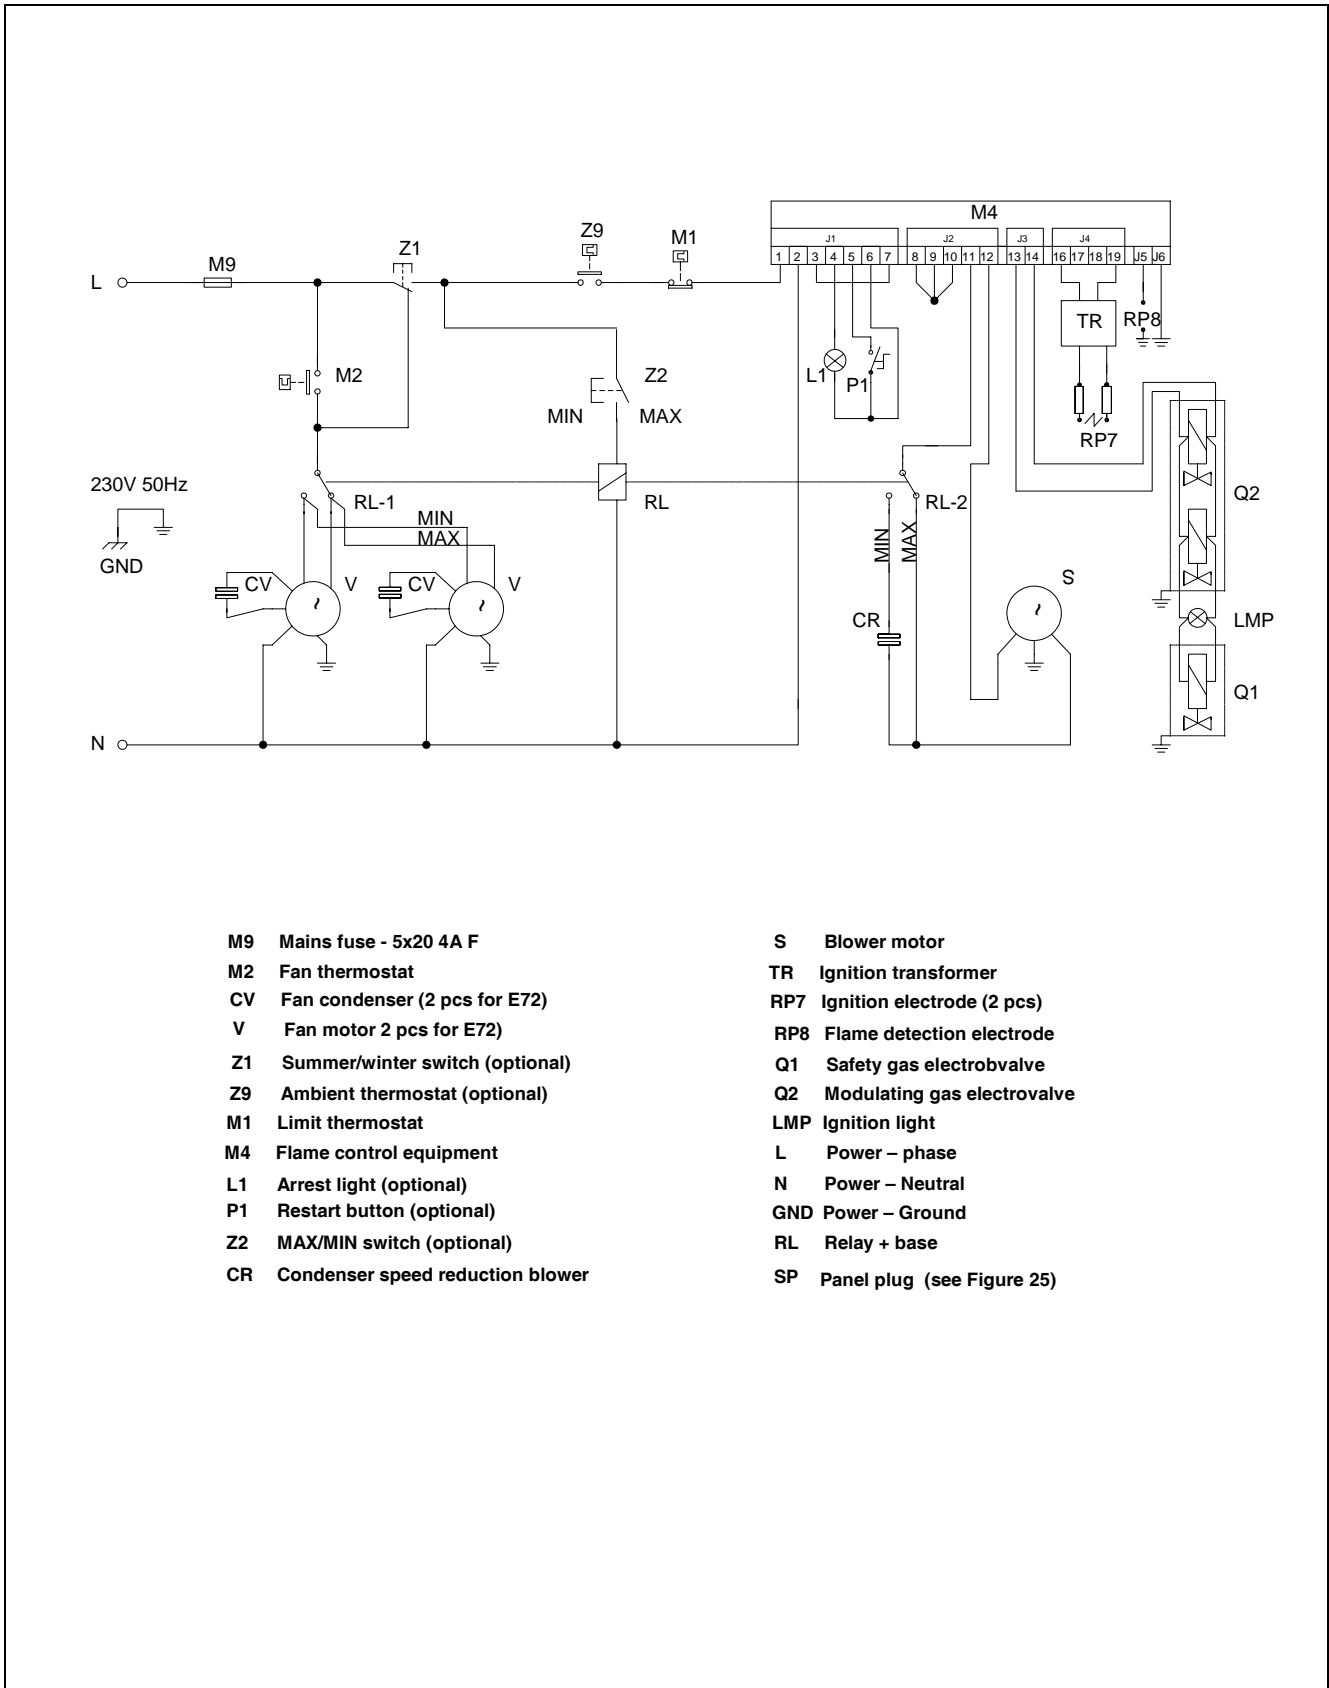 M4
Z9
M1
Z1
M9
J1 J2 J3 J4
1 2 3 4 5 6 7 8 9 10 11 12 13 14 16 17 18 19 J5 J6
L
TR RP8
M2
Z2
L1
P1
MIN MAX
RP7
230V 50Hz
RL-1
RL
RL-2
Q2
MIN
MAX
MIN
MAX
GND
CV V CV V
S
CR
LMP
Q1
N
M9 Mains fuse - 5x20 4A F
M2 Fan thermostat
CV Fan condenser (2 pcs for E72)
V Fan motor 2 pcs for E72)
Z1 Summer/winter switch (optional)
Z9 Ambient thermostat (optional)
M1 Limit thermostat
M4 Flame control equipment
L1 Arrest light (optional)
P1 Restart button (optional)
Z2 MAX/MIN switch (optional)
CR Condenser speed reduction blower
S Blower motor
TR Ignition transformer
RP7 Ignition electrode (2 pcs)
RP8 Flame detection electrode
Q1 Safety gas electrobvalve
Q2 Modulating gas electrovalve
LMP Ignition light
L Power – phase
N Power – Neutral
GND Power – Ground
RL Relay + base
SP Panel plug (see Figure 25)